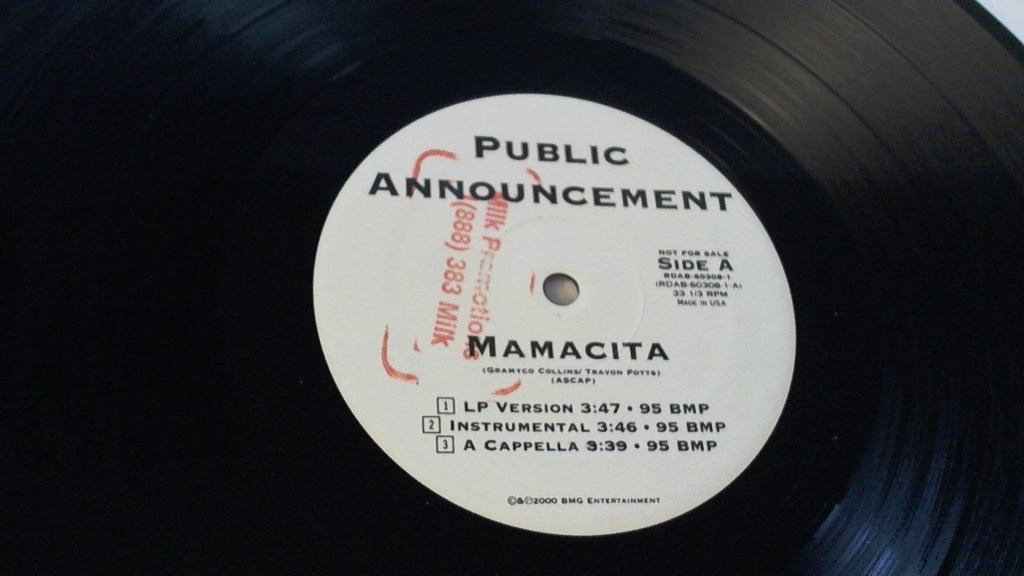 PUBLIC
ANNOUNCEMENT
Milk Promotions
(888) 383 Milk
NOT FOR SALE
SIDE A
RDAB-60308-1
(RDAB-60308-1-A)
33 1/3 RPM
MADE IN USA
MAMACITA
(GRAMYCO COLLINS/ TRAVON POTTS)
(ASCAP)
1 LP VERSION 3:47 • 95 BMP
2 INSTRUMENTAL 3:46 • 95 BMP
3 A CAPPELLA 3:39 • 95 BMP
©&℗2000 BMG ENTERTAINMENT